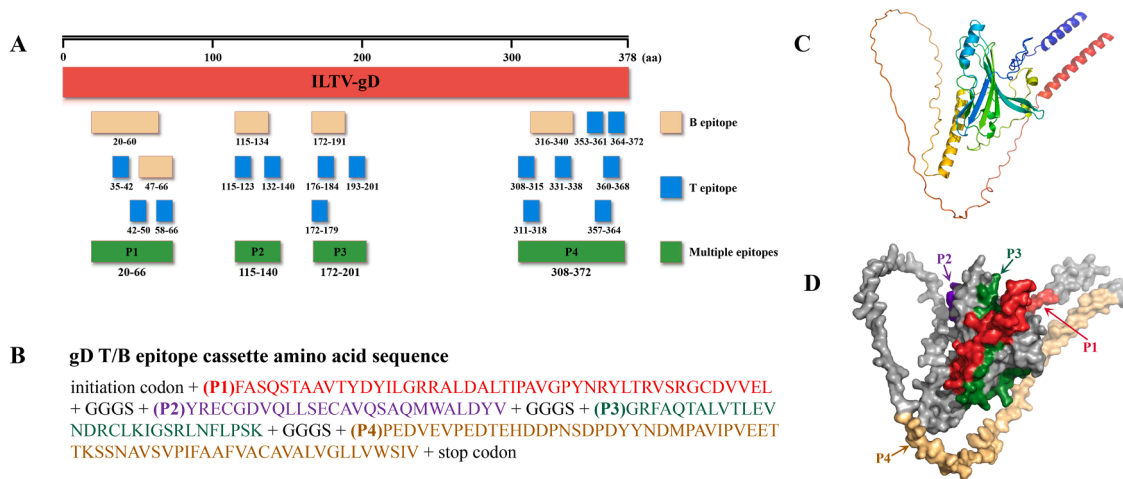 A
0 100 200 300 378 (aa)
ILTV-gD
20-60 115-134 172-191 316-340 353-361 364-372
B epitope
35-42 47-66 115-123 132-140 176-184 193-201 308-315 331-338 360-368
T epitope
42-50 58-66 172-179 311-318 357-364
P1 P2 P3 P4
Multiple epitopes
20-66 115-140 172-201 308-372
B gD T/B epitope cassette amino acid sequence
initiation codon + (P1)FASQSTAAVTYDYILGRRALDALTIPAVGPYNRYLTRVSRGCDVVEL
+ GGGS + (P2)YRECGDVQLLSECAVQSAQMWALDYV + GGGS + (P3)GRFAQTALVTLEV
NDRCLKIGSRLNFLPSK + GGGS + (P4)PEDVEVPEDTEHDDPNSDPDYYNDMPAVIPVEET
TKSSNAVSVPIFAAFVACAVALVGLLVWSIV + stop codon
C
D
P2
P3
P1
P4